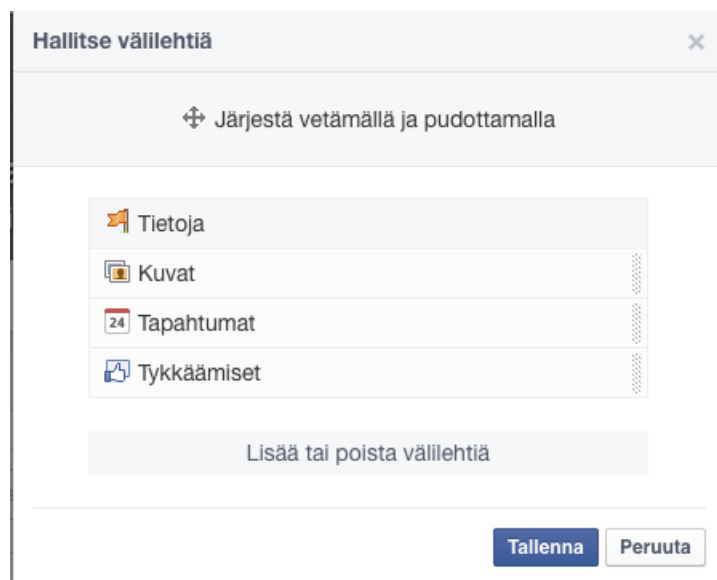 Hallitse välilehtiä
Järjestä vetämällä ja pudottamalla
Tietoja
Kuvat
24 Tapahtumat
Tykkäämiset
Lisää tai poista välilehtiä
Tallenna Peruuta